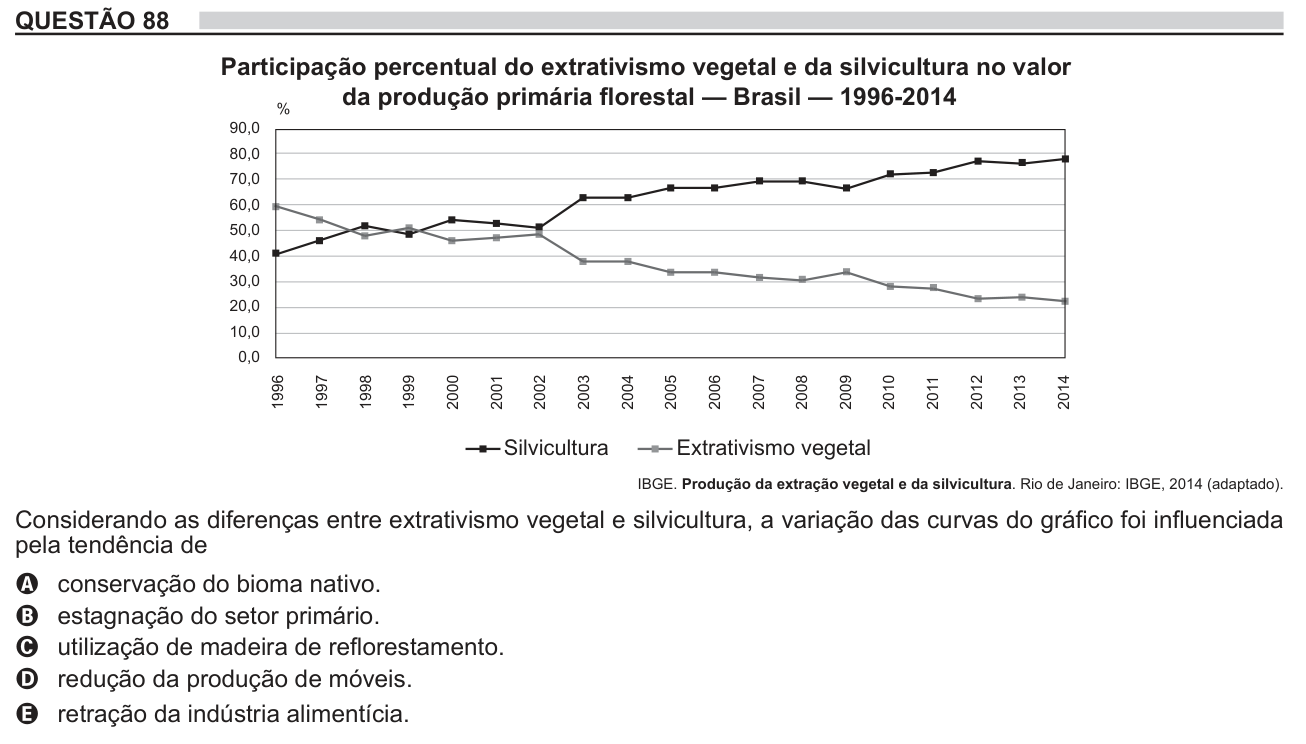 QUESTÃO 88
Participação percentual do extrativismo vegetal e da silvicultura no valor
da produção primária florestal — Brasil — 1996-2014
%
90,0
80,0
70,0
60,0
50,0
40,0
30,0
20,0
10,0
0,0
1996
1997
1998
1999
2000
2001
2002
2003
2004
2005
2006
2007
2008
2009
2010
2011
2012
2013
2014
Silvicultura Extrativismo vegetal
IBGE. Produção da extração vegetal e da silvicultura. Rio de Janeiro: IBGE, 2014 (adaptado).
Considerando as diferenças entre extrativismo vegetal e silvicultura, a variação das curvas do gráfico foi influenciada
pela tendência de
A conservação do bioma nativo.
B estagnação do setor primário.
C utilização de madeira de reflorestamento.
D redução da produção de móveis.
E retração da indústria alimentícia.